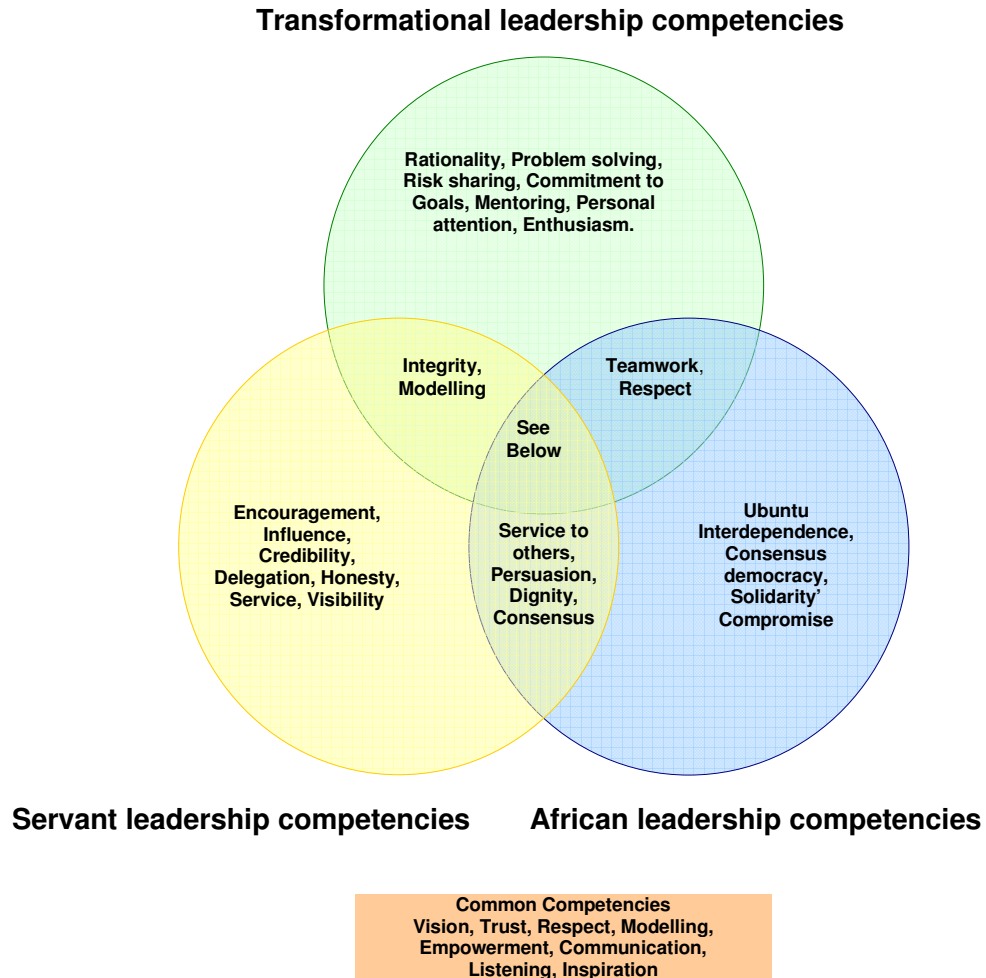 Transformational leadership competencies
Rationality, Problem solving,
Risk sharing, Commitment to
Goals, Mentoring, Personal
attention, Enthusiasm.
Integrity,
Modelling
Teamwork,
Respect
See
Below
Encouragement,
Influence,
Credibility,
Delegation, Honesty,
Service, Visibility
Service to
others,
Persuasion,
Dignity,
Consensus
Ubuntu
Interdependence,
Consensus
democracy,
Solidarity’
Compromise
Servant leadership competencies
African leadership competencies
Common Competencies
Vision, Trust, Respect, Modelling,
Empowerment, Communication,
Listening, Inspiration